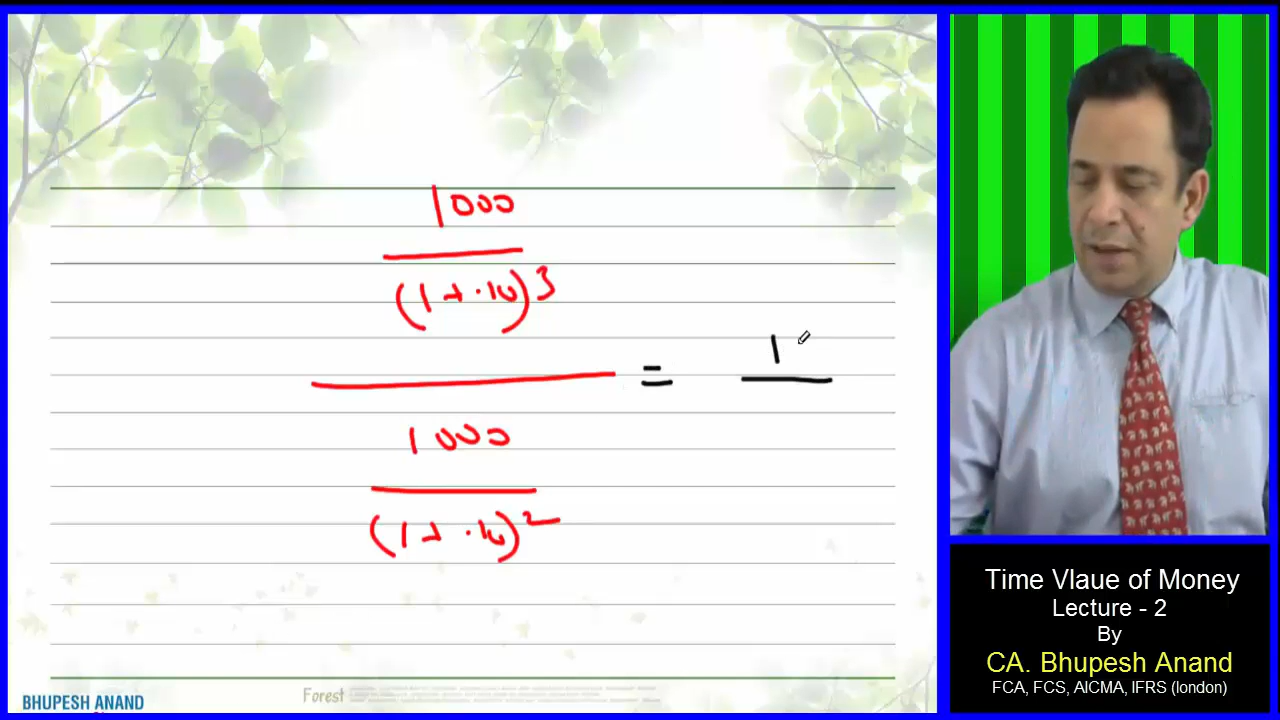 1000
(1+.10)3
= 1
1000
(1+.10)2
Time Vlaue of Money
Lecture - 2
By
CA. Bhupesh Anand
FCA, FCS, AICMA, IFRS (london)
BHUPESH ANAND
Forest